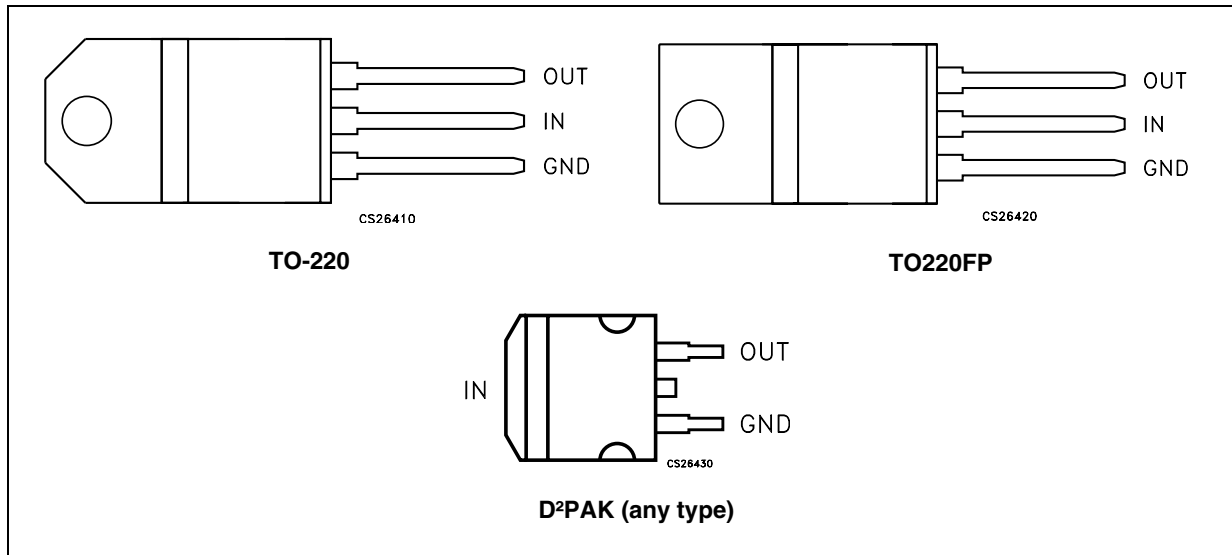 OUT
IN
GND
CS26410
TO-220
OUT
IN
GND
CS26420
TO220FP
IN
OUT
GND
CS26430
D²PAK (any type)